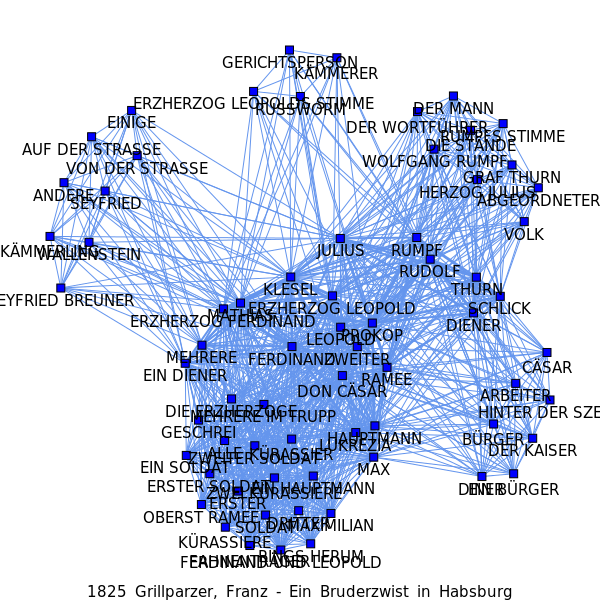 GERICHTSPERSON
KÄMMERER
ERZHERZOG LEOPOLDS STIMME
RUSSWORM
DER MANN
EINIGE
DER WORTFÜHRER
RUMPFS STIMME
DIE STÄNDE
AUF DER STRASSE
WOLFGANG RUMPF
VON DER STRASSE
GRAF THURN
HERZOG JULIUS
ANDERE
SEYFRIED
ABGEORDNETER
VOLK
KÄMMERLING
WALLENSTEIN
JULIUS
RUMPF
RUDOLF
KLESEL
THURN
EYFRIED BREUNER
ERZHERZOG LEOPOLD
SCHLICK
MATHIAS
ERZHERZOG FERDINAND
DIENER
LEOPOLD
PROKOP
MEHRERE
FERDINAND
ZWEITER
EIN DIENER
RAMEE
CÄSAR
DON CÄSAR
ARBEITER
DIE ERZHERZOGE
MEHRERE IM TRUPP
HINTER DER SZE
GESCHREI
HAUPTMANN
LUKREZIA
BÜRGER
ALLE KÜRASSIER
DER KAISER
ZWEITER SOLDAT
EIN SOLDAT
MAX
ERSTER SOLDAT
EIN HAUPTMANN
ZWEI KÜRASSIERE
DIENER
EIN BÜRGER
ERSTER
OBERST RAMEE
SOLDAT
DRITTER
MAXIMILIAN
KÜRASSIERE
RINGS HERUM
FAHNENTRÄGER
FERDINAND UND LEOPOLD
1825 Grillparzer, Franz - Ein Bruderzwist in Habsburg